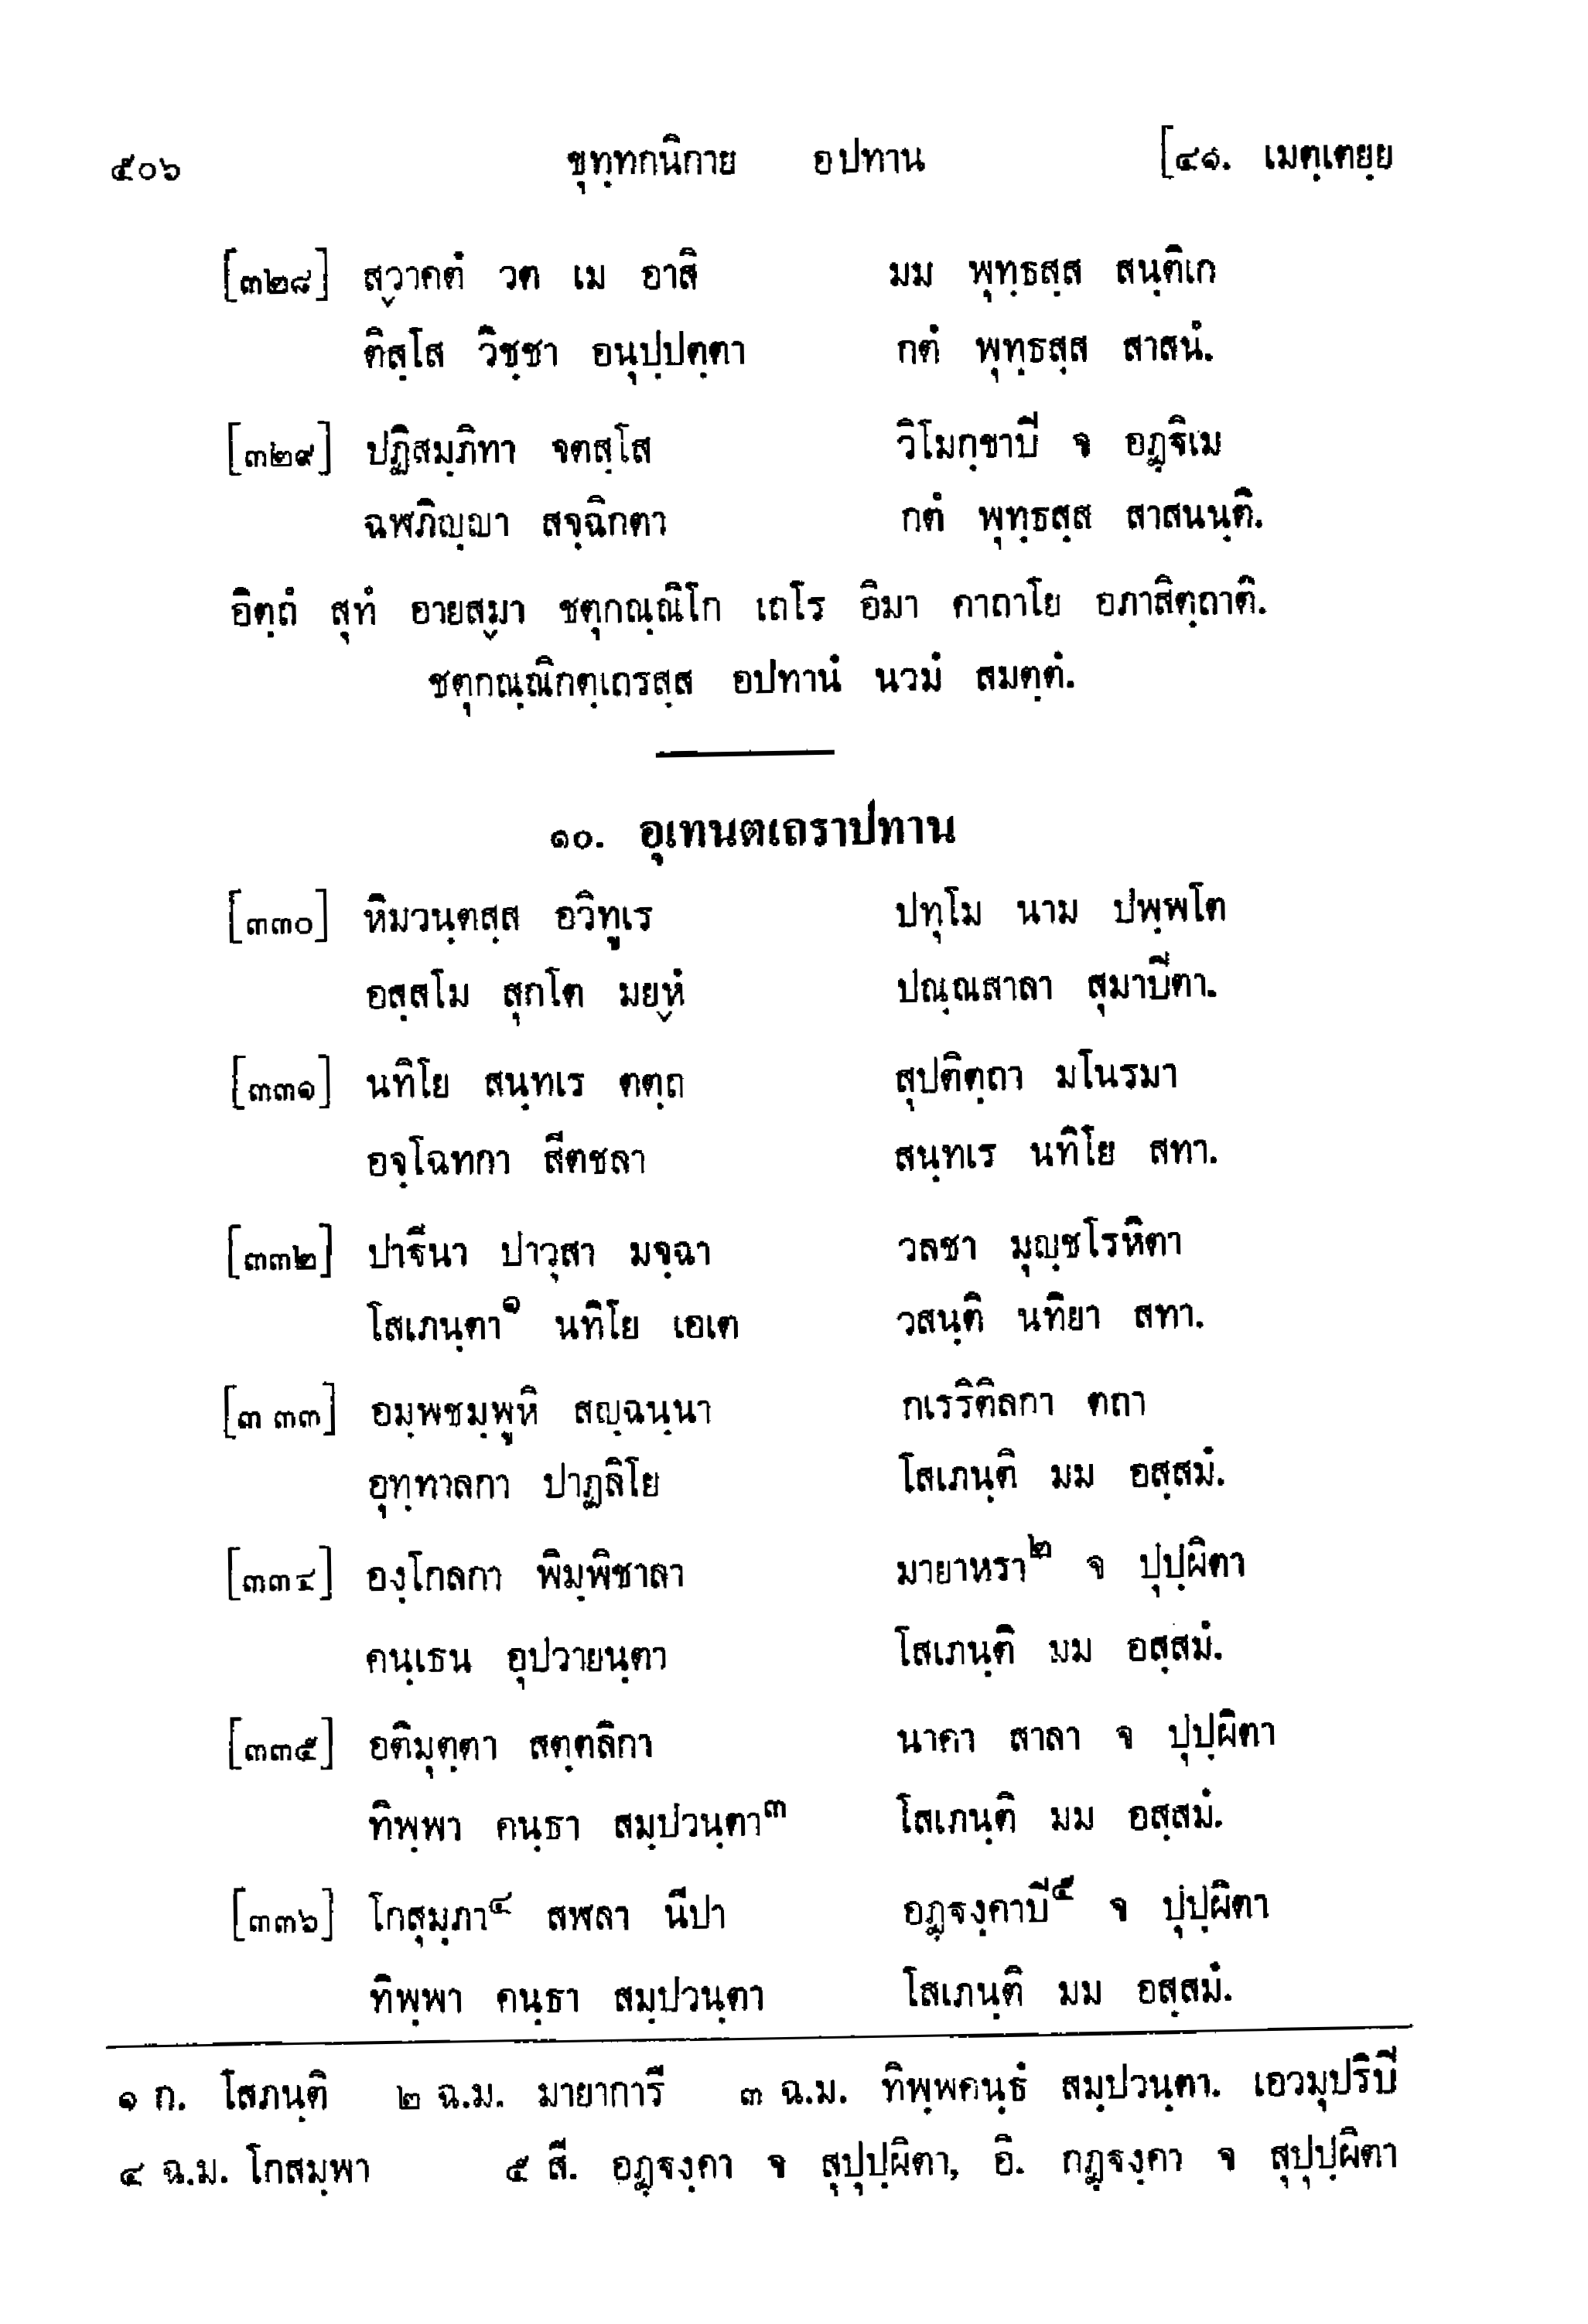 ๕๐๖ ขุทฺทกนิกาย อปทาน [๔๑. เมตฺเตยฺย
[๓๒๘] สฺวาคตํ วต เม อาสิ มม พุทฺธสฺส สนฺติเก
ติสฺโส วิชฺชา อนุปฺปตฺตา กตํ พุทฺธสฺส สาสนํ.
[๓๒๙] ปฏิสมฺภิทา จตสฺโส วิโมกฺขาปี จ อฏฺฐิเม
ฉฬภิญฺญา สจฺฉิกตา กตํ พุทฺธสฺส สาสนนฺติ.
อิตฺถํ สุทํ อายสฺมา ชตุกณฺณิโก เถโร อิมา คาถาโย อภาสิตฺถาติ.
ชตุกณฺณิกตฺเถรสฺส อปทานํ นวมํ สมตฺตํ.
๑๐. อุเทนตเถราปทาน
[๓๓๐] หิมวนฺตสฺส อวิทูเร ปทุโม นาม ปพฺพโต
อสฺสโม สุกโต มยฺหํ ปณฺณสาลา สุมาปิตา.
[๓๓๑] นทิโย สนฺทเร ตตฺถ สุปติตฺถา มโนรมา
อจฺโฉทกา สีตชลา สนฺทเร นทิโย สทา.
[๓๓๒] ปาฐีนา ปาวุสา มจฺฉา วลชา มุญฺชโรหิตา
โสเภนฺตา๑ นทิโย เอเต วสนฺติ นทิยา สทา.
[๓๓๓] อมฺพชมฺพูหิ สญฺฉนฺนา กเรริติลกา ตถา
อุทฺทาลกา ปาฏลิโย โสเภนฺติ มม อสฺสมํ.
[๓๓๔] องฺโกลกา พิมฺพิชาลา มายาหรา๒ จ ปุปฺผิตา
คนฺเธน อุปวายนฺตา โสเภนฺติ มม อสฺสมํ.
[๓๓๕] อติมุตฺตา สตฺตลิกา นาคา สาลา จ ปุปฺผิตา
ทิพฺพา คนฺธา สมฺปวนฺตา๓ โสเภนฺติ มม อสฺสมํ.
[๓๓๖] โกสุมฺภา๔ สฬลา นีปา อฏฺฐงฺคาปี๕ จ ปุปฺผิตา
ทิพฺพา คนฺธา สมฺปวนฺตา โสเภนฺติ มม อสฺสมํ.
๑ ก. โสภนฺติ ๒ ฉ.ม. มายาการี ๓ ฉ.ม. ทิพฺพคนฺธํ สมฺปวนฺตา. เอวมุปริปี
๔ ฉ.ม. โกสมฺพา ๕ สี. อฏฺฐงฺคา จ สุปุปฺผิตา, อิ. กฏฺฐงฺคา จ สุปุปฺผิตา